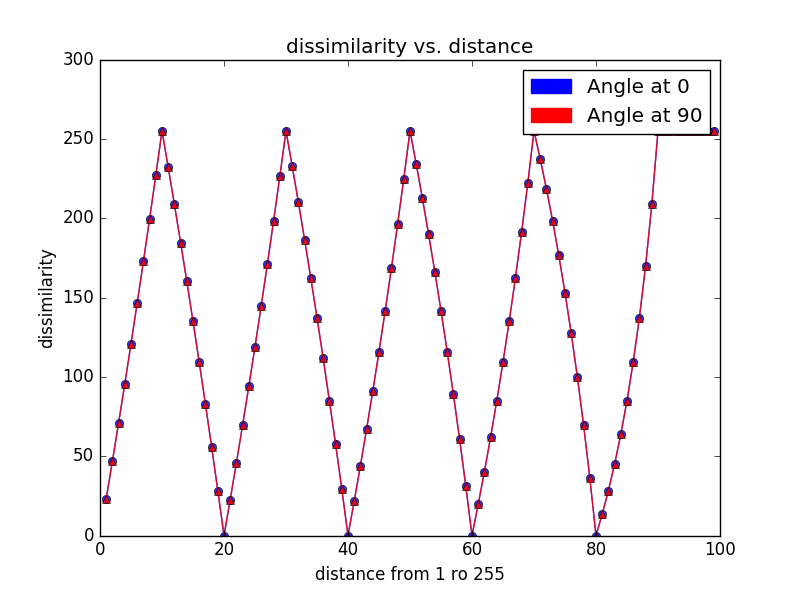 dissimilarity vs. distance
300
250
200
150
100
50
0
dissimilarity
Angle at 0
Angle at 90
0 20 40 60 80 100
distance from 1 ro 255